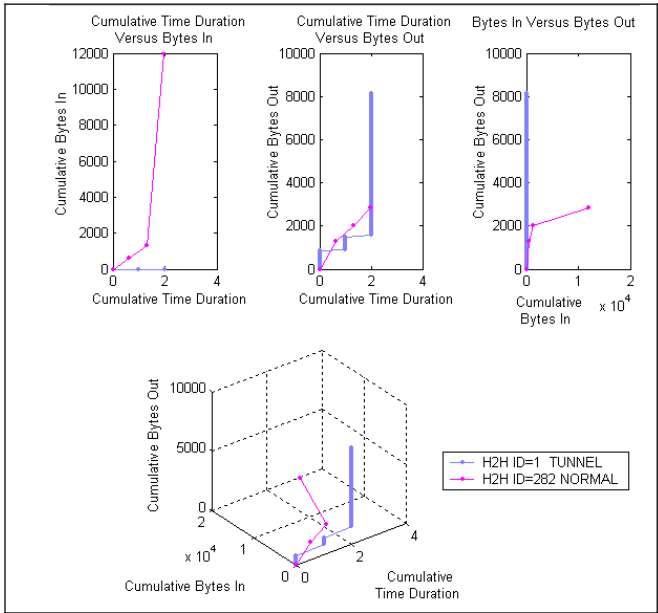 Cumulative Time Duration
Versus Bytes In
12000
10000
8000
6000
4000
2000
0
Cumulative Bytes In
0
2
4
Cumulative Time Duration
Cumulative Time Duration
Versus Bytes Out
10000
8000
6000
4000
2000
0
Cumulative Bytes Out
0
2
4
Cumulative Time Duration
Bytes In Versus Bytes Out
10000
8000
6000
4000
2000
0
Cumulative Bytes Out
0
1
2
x 10^4
Cumulative
Bytes In
10000
5000
0
Cumulative Bytes Out
2
1
0
x 10^4
Cumulative Bytes In
0
2
4
Cumulative
Time Duration
H2H ID=1 TUNNEL
H2H ID=282 NORMAL